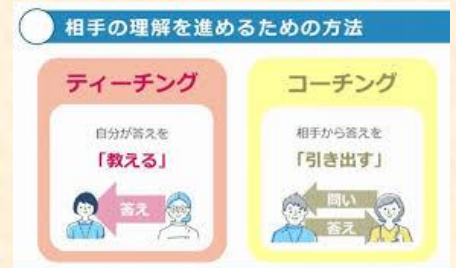 相手の理解を進めるための方法
ティーチング
自分が答えを
「教える」
答え
コーチング
相手から答えを
「引き出す」
問い
答え